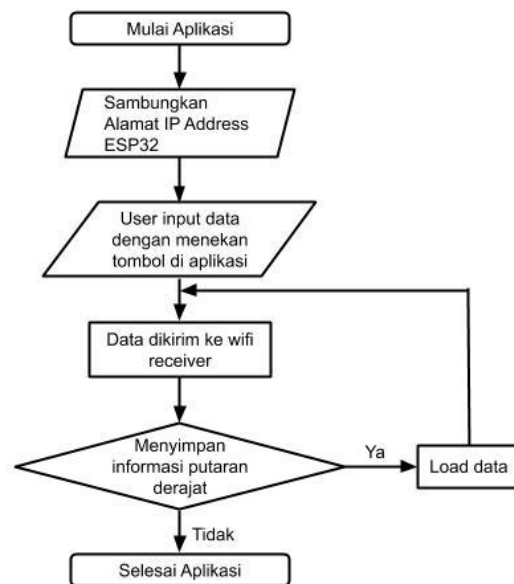 Mulai Aplikasi
Sambungkan
Alamat IP Address
ESP32
User input data
dengan menekan
tombol di aplikasi
Data dikirim ke wifi
receiver
Menyimpan
informasi putaran
derajat
Ya
Load data
Tidak
Selesai Aplikasi